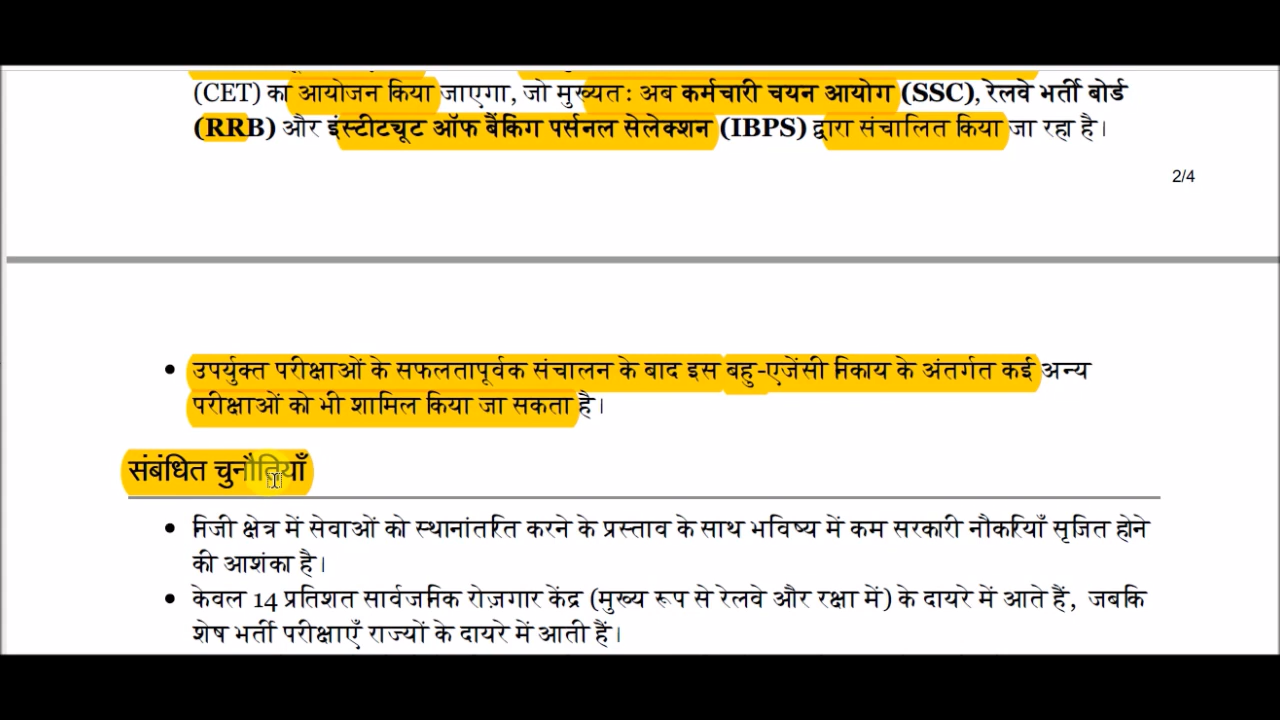 (CET) का आयोजन किया जाएगा, जो मुख्यतः अब कर्मचारी चयन आयोग (SSC), रेलवे भर्ती बोर्ड
(RRB) और इंस्टीटच्यूट ऑफ बैंकिंग पर्सनल सेलेक्शन (IBPS) द्वारा संचालित किया जा रहा है।
2/4
• उपर्युक्त परीक्षाओं के सफलतापूर्वक संचालन के बाद इस बहु-एजेंसी निकाय के अंतर्गत कई अन्य
परीक्षाओं को भी शामिल किया जा सकता है।
संबंधित चुनौतियाँ
• निजी क्षेत्र में सेवाओं को स्थानांतरित करने के प्रस्ताव के साथ भविष्य में कम सरकारी नौकरियाँ सृजित होने
की आशंका है।
• केवल 14 प्रतिशत सार्वजनिक रोज़गार केंद्र (मुख्य रूप से रेलवे और रक्षा में) के दायरे में आते हैं, जबकि
शेष भर्ती परीक्षाएँ राज्यों के दायरे में आती हैं।